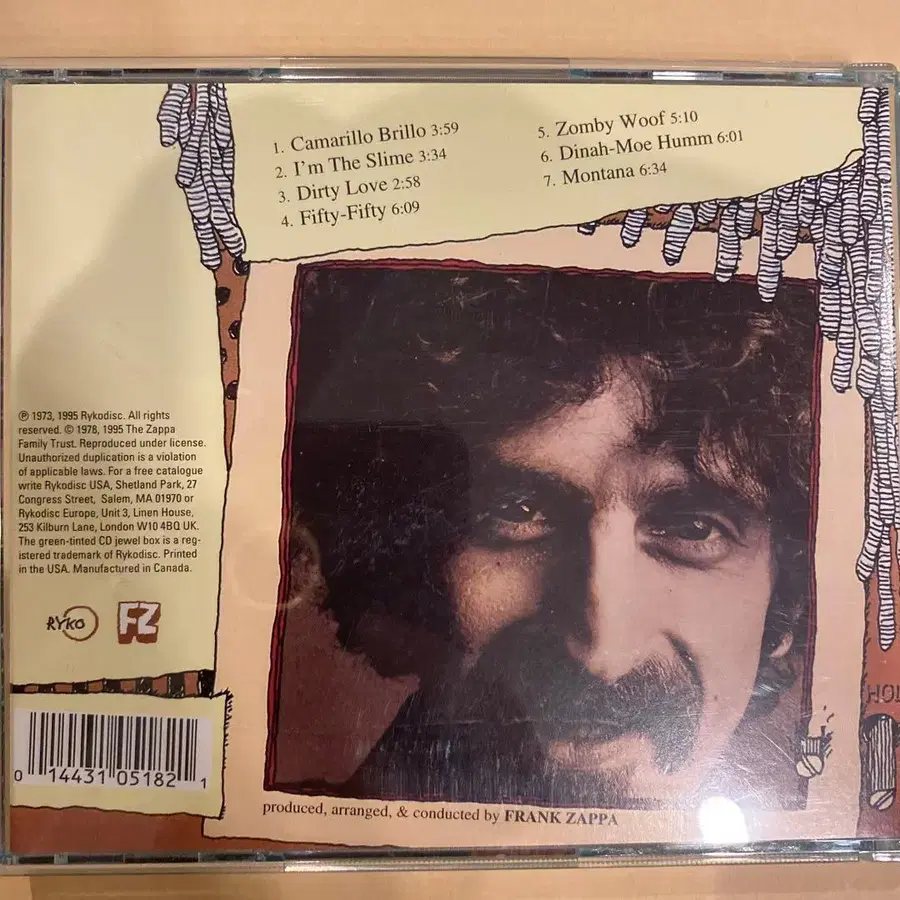 1. Camarillo Brillo 3:59
2. I'm The Slime 3:34
3. Dirty Love 2:58
4. Fifty-Fifty 6:09
5. Zomby Woof 5:10
6. Dinah-Moe Humm 6:01
7. Montana 6:34
℗ 1973, 1995 Rykodisc. All rights
reserved. © 1978, 1995 The Zappa
Family Trust. Reproduced under license.
Unauthorized duplication is a violation
of applicable laws. For a free catalogue
write Rykodisc USA, Shetland Park, 27
Congress Street, Salem, MA 01970 or
Rykodisc Europe, Unit 3, Linen House,
253 Kilburn Lane, London W10 4BQ UK.
The green-tinted CD jewel box is a reg-
istered trademark of Rykodisc. Printed
in the USA. Manufactured in Canada.
RYKO
FZ
0 14431 05182 1
produced, arranged, & conducted by FRANK ZAPPA